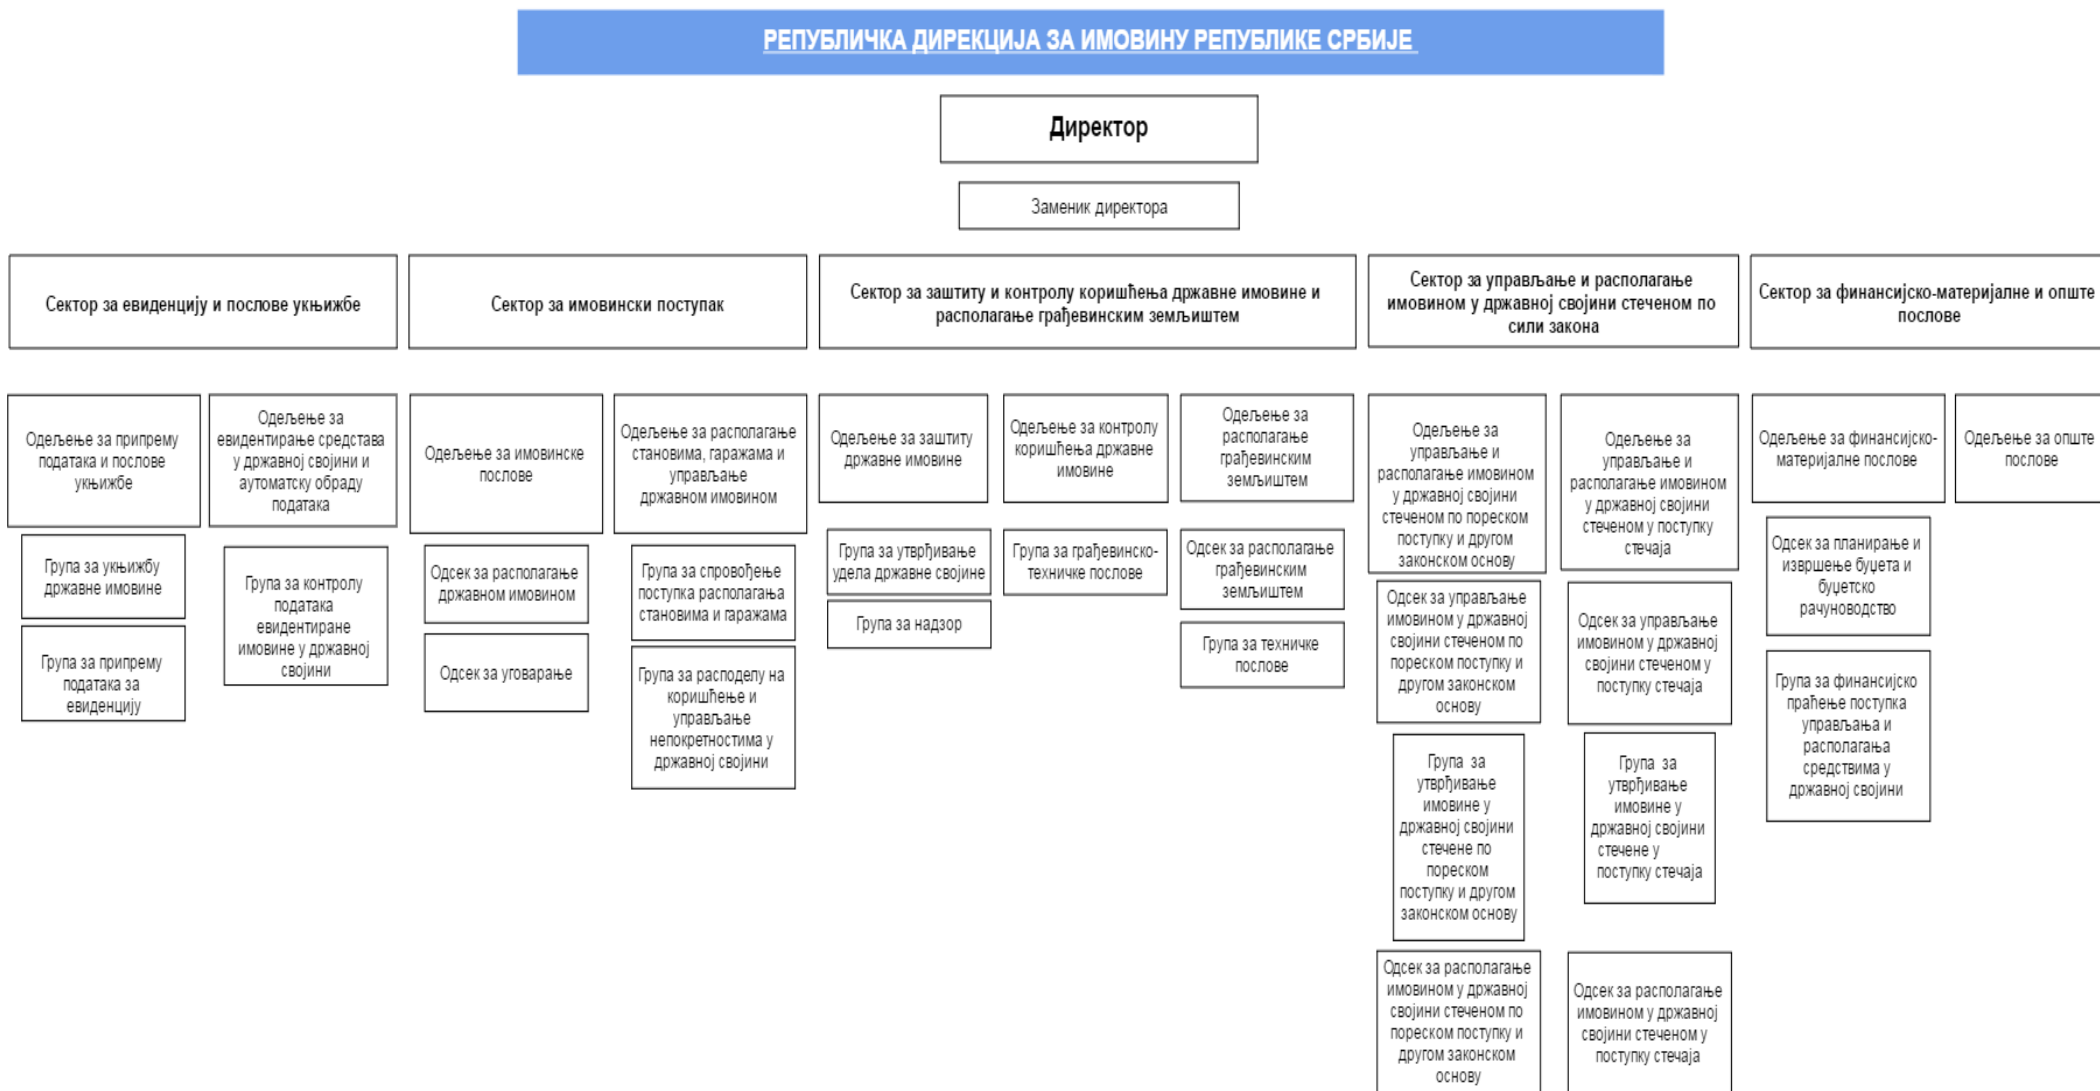 РЕПУБЛИЧКА ДИРЕКЦИЈА ЗА ИМОВИНУ РЕПУБЛИКЕ СРБИЈЕ
Директор
Заменик директора
Сектор за евиденцију и послове укњижбе
Сектор за имовински поступак
Сектор за заштиту и контролу коришћења државне имовине и
располагање грађевинским земљиштем
Сектор за управљање и располагање
имовином у државној својини стеченом по
сили закона
Сектор за финансијско-материјалне и опште
послове
Одељење за припрему
података и послове
укњижбе
Одељење за
евидентирање средстава
у државној својини и
аутоматску обраду
података
Одељење за имовинске
послове
Одељење за располагање
становима, гаражама и
управљање
државном имовином
Одељење за заштиту
државне имовине
Одељење за контролу
коришћења државне
имовине
Одељење за
располагање
грађевинским
земљиштем
Одељење за
управљање и
располагање имовином
у државној својини
стеченом по пореском
поступку и другом
законском основу
Одељење за
управљање и
располагање имовином
у државној својини
стеченом у поступку
стечаја
Одељење за финансијско-
материјалне послове
Одељење за опште
послове
Група за укњижбу
државне имовине
Група за припрему
података за
евиденцију
Група за контролу
података
евидентиране
имовине у државној
својини
Одсек за располагање
државном имовином
Одсек за уговарање
Група за спровођење
поступка располагања
становима и гаражама
Група за расподелу на
коришћење и
управљање
непокретностима у
државној својини
Група за утврђивање
удела државне својине
Група за надзор
Група за грађевинско-
техничке послове
Одсек за располагање
грађевинским
земљиштем
Група за техничке
послове
Одсек за управљање
имовином у државној
својини стеченом по
пореском поступку и
другом законском
основу
Група  за
утврђивање
имовине у
државној својини
стечене по
пореском
поступку и другом
законском основу
Одсек за располагање
имовином у државној
својини стеченом по
пореском поступку и
другом законском
основу
Одсек за управљање
имовином у државној
својини стеченом у
поступку стечаја
Група  за
утврђивање
имовине у
државној својини
стечене у
поступку стечаја
Одсек за располагање
имовином у државној
својини стеченом у
поступку стечаја
Одсек за планирање и
извршење буџета и
буџетско
рачуноводство
Група за финансијско
праћење поступка
управљања и
располагања
средствима у
државној својини